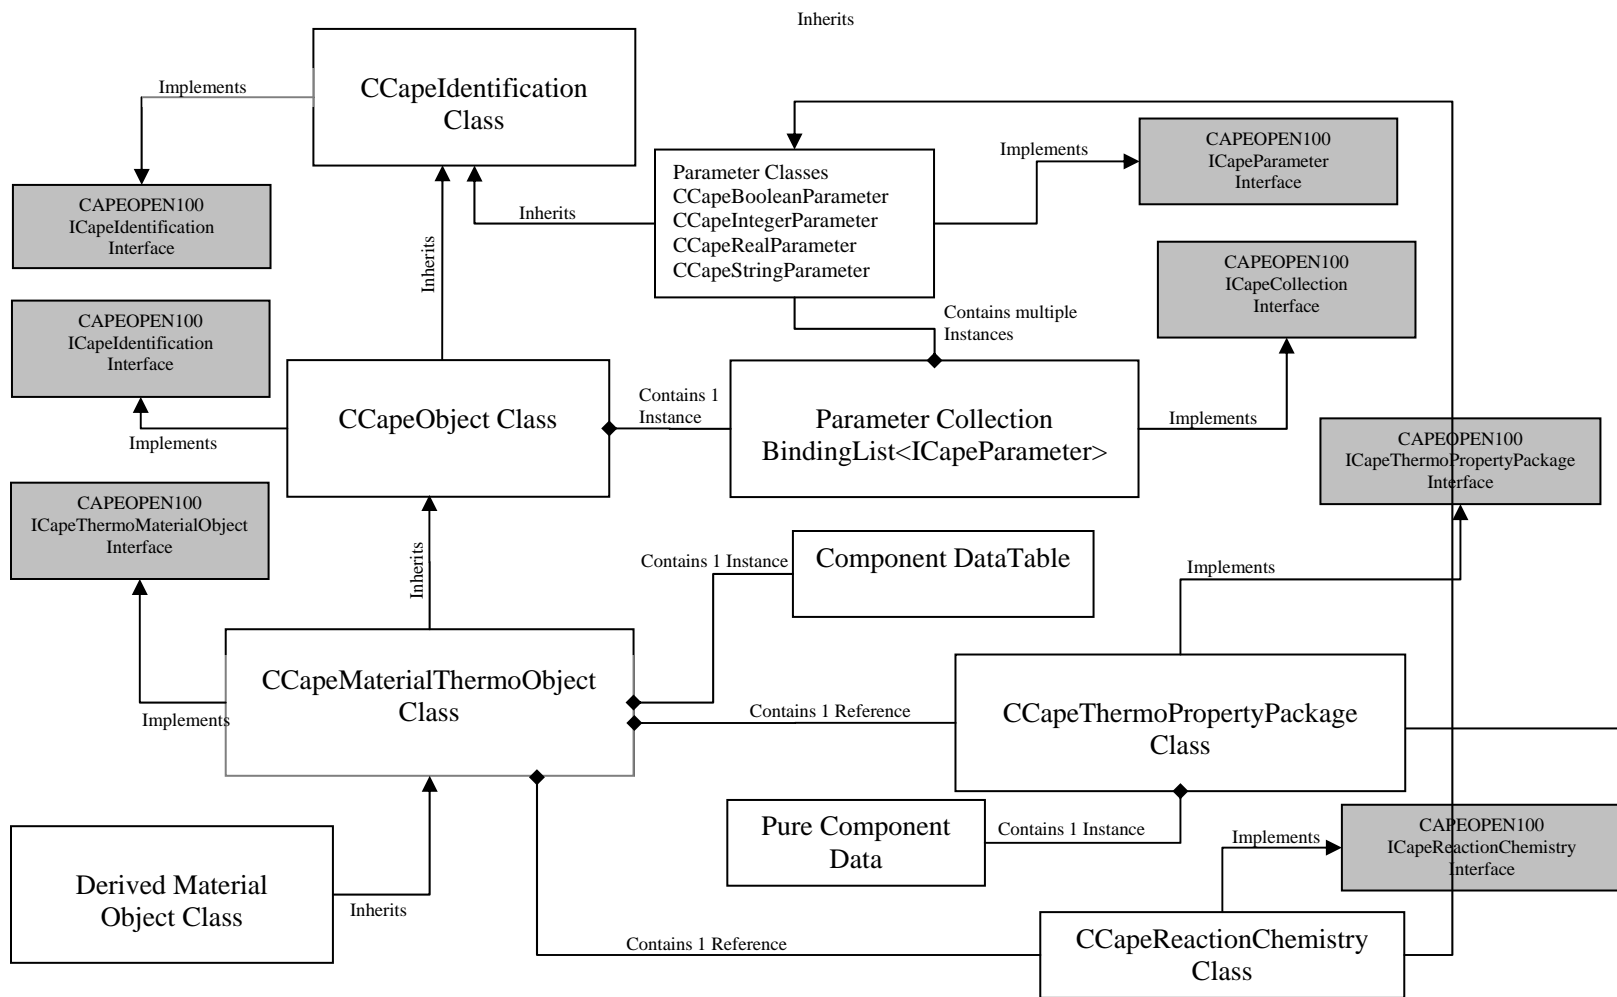 Inherits
CCapeIdentification
Class
Implements
CAPEOPEN100
ICapeParameter
Interface
Implements
Parameter Classes
CCapeBooleanParameter
CCapeIntegerParameter
CCapeRealParameter
CCapeStringParameter
Inherits
CAPEOPEN100
ICapeIdentification
Interface
Inherits
CAPEOPEN100
ICapeCollection
Interface
Contains multiple
Instances
CAPEOPEN100
ICapeIdentification
Interface
CCapeObject Class
Contains 1
Instance
Parameter Collection
BindingList<ICapeParameter>
Implements
Implements
CAPEOPEN100
ICapeThermoPropertyPackage
Interface
CAPEOPEN100
ICapeThermoMaterialObject
Interface
Inherits
Contains 1 Instance
Component DataTable
Implements
CCapeMaterialThermoObject
Class
Implements
Contains 1 Reference
CCapeThermoPropertyPackage
Class
Pure Component
Data
Contains 1 Instance
Implements
CAPEOPEN100
ICapeReactionChemistry
Interface
Derived Material
Object Class
Inherits
Contains 1 Reference
CCapeReactionChemistry
Class